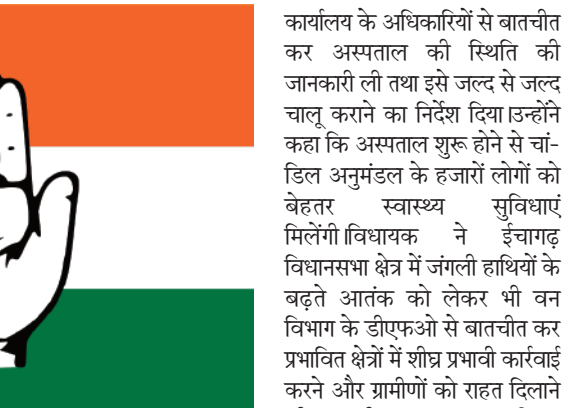 कार्यालय के अधिकारियों से बातचीत
कर अस्पताल की स्थिति की
जानकारी ली तथा इसे जल्द से जल्द
चालू कराने का निर्देश दिया।उन्होंने
कहा कि अस्पताल शुरू होने से चां-
डिल अनुमंडल के हजारों लोगों को
बेहतर स्वास्थ्य सुविधाएं
मिलेंगी।विधायक ने ईचागढ़
विधानसभा क्षेत्र में जंगली हाथियों के
बढ़ते आतंक को लेकर भी वन
विभाग के डीएफओ से बातचीत कर
प्रभावित क्षेत्रों में शीघ्र प्रभावी कार्रवाई
करने और ग्रामीणों को राहत दिलाने